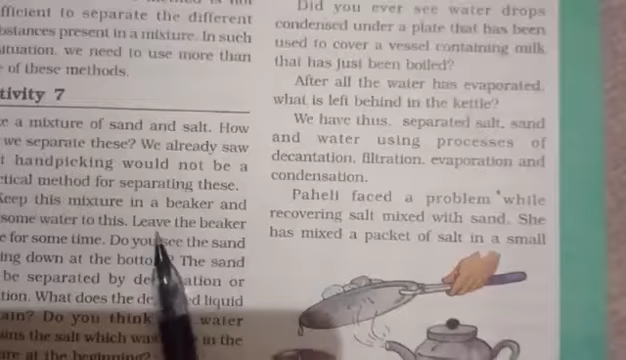 fficient to separate the different
bstances present in a mixture. In such
ituation, we need to use more than
of these methods.
tivity 7
e a mixture of sand and salt. How
we separate these? We already saw
t handpicking would not be a
ctical method for separating these.
Keep this mixture in a beaker and
some water to this. Leave the beaker
e for some time. Do you see the sand
ing down at the botto The sand
be separated by de ation or
tion. What does the de ed liquid
ain? Do you think water
ains the salt which was in the
are at the beginning?
Did you ever see water drops
condensed under a plate that has been
used to cover a vessel containing milk
that has just been boiled?
After all the water has evaporated,
what is left behind in the kettle?
We have thus, separated salt, sand
and water using processes of
decantation, filtration, evaporation and
condensation.
Paheli faced a problem while
recovering salt mixed with sand. She
has mixed a packet of salt in a small